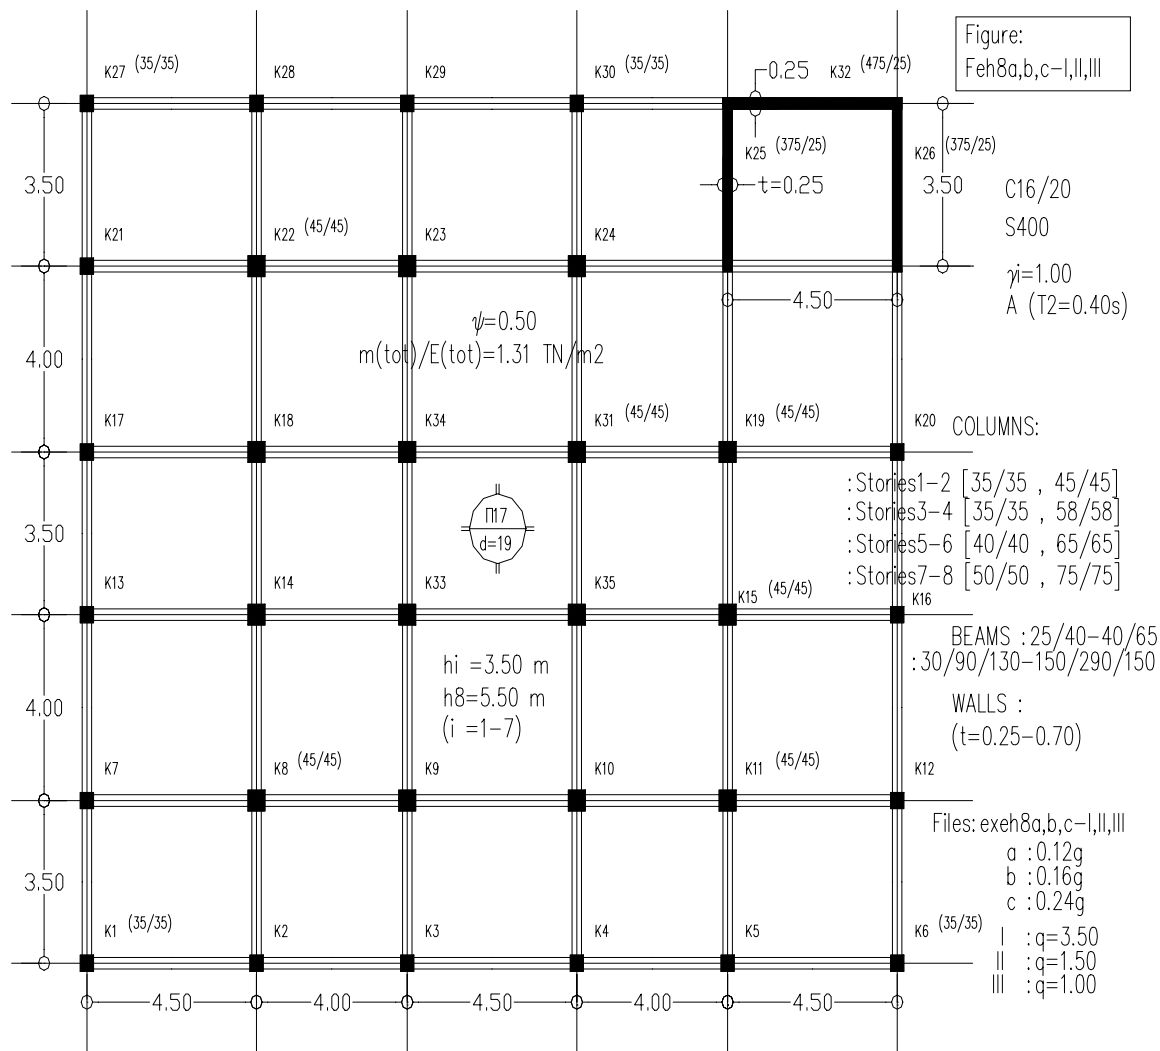 Figure:
Feh8a,b,c-I,II,III
K27 (35/35)
K28
K29
K30 (35/35)
0.25
K32 (475/25)
K25 (375/25)
K26 (375/25)
3.50
t=0.25
3.50
C16/20
S400
γi=1.00
A (T2=0.40s)
K21
K22 (45/45)
K23
K24
4.50
ψ=0.50
m(tot)/E(tot)=1.31 TN/m2
4.00
K17
K18
K34
K31 (45/45)
K19 (45/45)
K20
COLUMNS:
:Stories1-2 [35/35 , 45/45]
:Stories3-4 [35/35 , 58/58]
:Stories5-6 [40/40 , 65/65]
:Stories7-8 [50/50 , 75/75]
Π17
d=19
3.50
K13
K14
K33
K35
K15 (45/45)
K16
BEAMS :25/40-40/65
:30/90/130-150/290/150
WALLS :
(t=0.25-0.70)
hi =3.50 m
h8=5.50 m
(i =1-7)
4.00
K7
K8 (45/45)
K9
K10
K11 (45/45)
K12
Files: exeh8a,b,c-I,II,III
a :0.12g
b :0.16g
c :0.24g
I :q=3.50
II :q=1.50
III :q=1.00
3.50
K1 (35/35)
K2
K3
K4
K5
K6 (35/35)
4.50
4.00
4.50
4.00
4.50